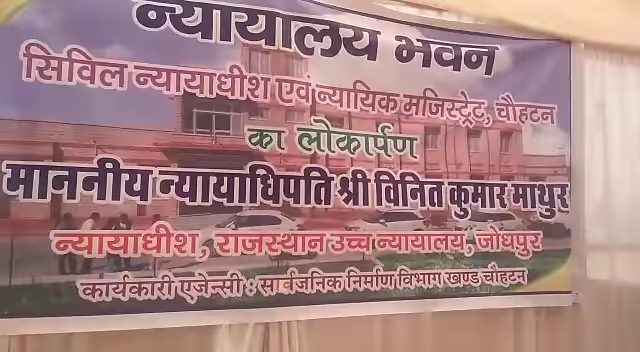 न्यायालय भवन
सिविल न्यायाधीश एवं न्यायिक मजिस्ट्रेट, चौहटन
का लोकार्पण
माननीय न्यायाधिपति श्री विनित कुमार माथुर
न्यायाधीश, राजस्थान उच्च न्यायालय, जोधपुर
कार्यकारी एजेन्सी : सार्वजनिक निर्माण विभाग खण्ड चौहटन